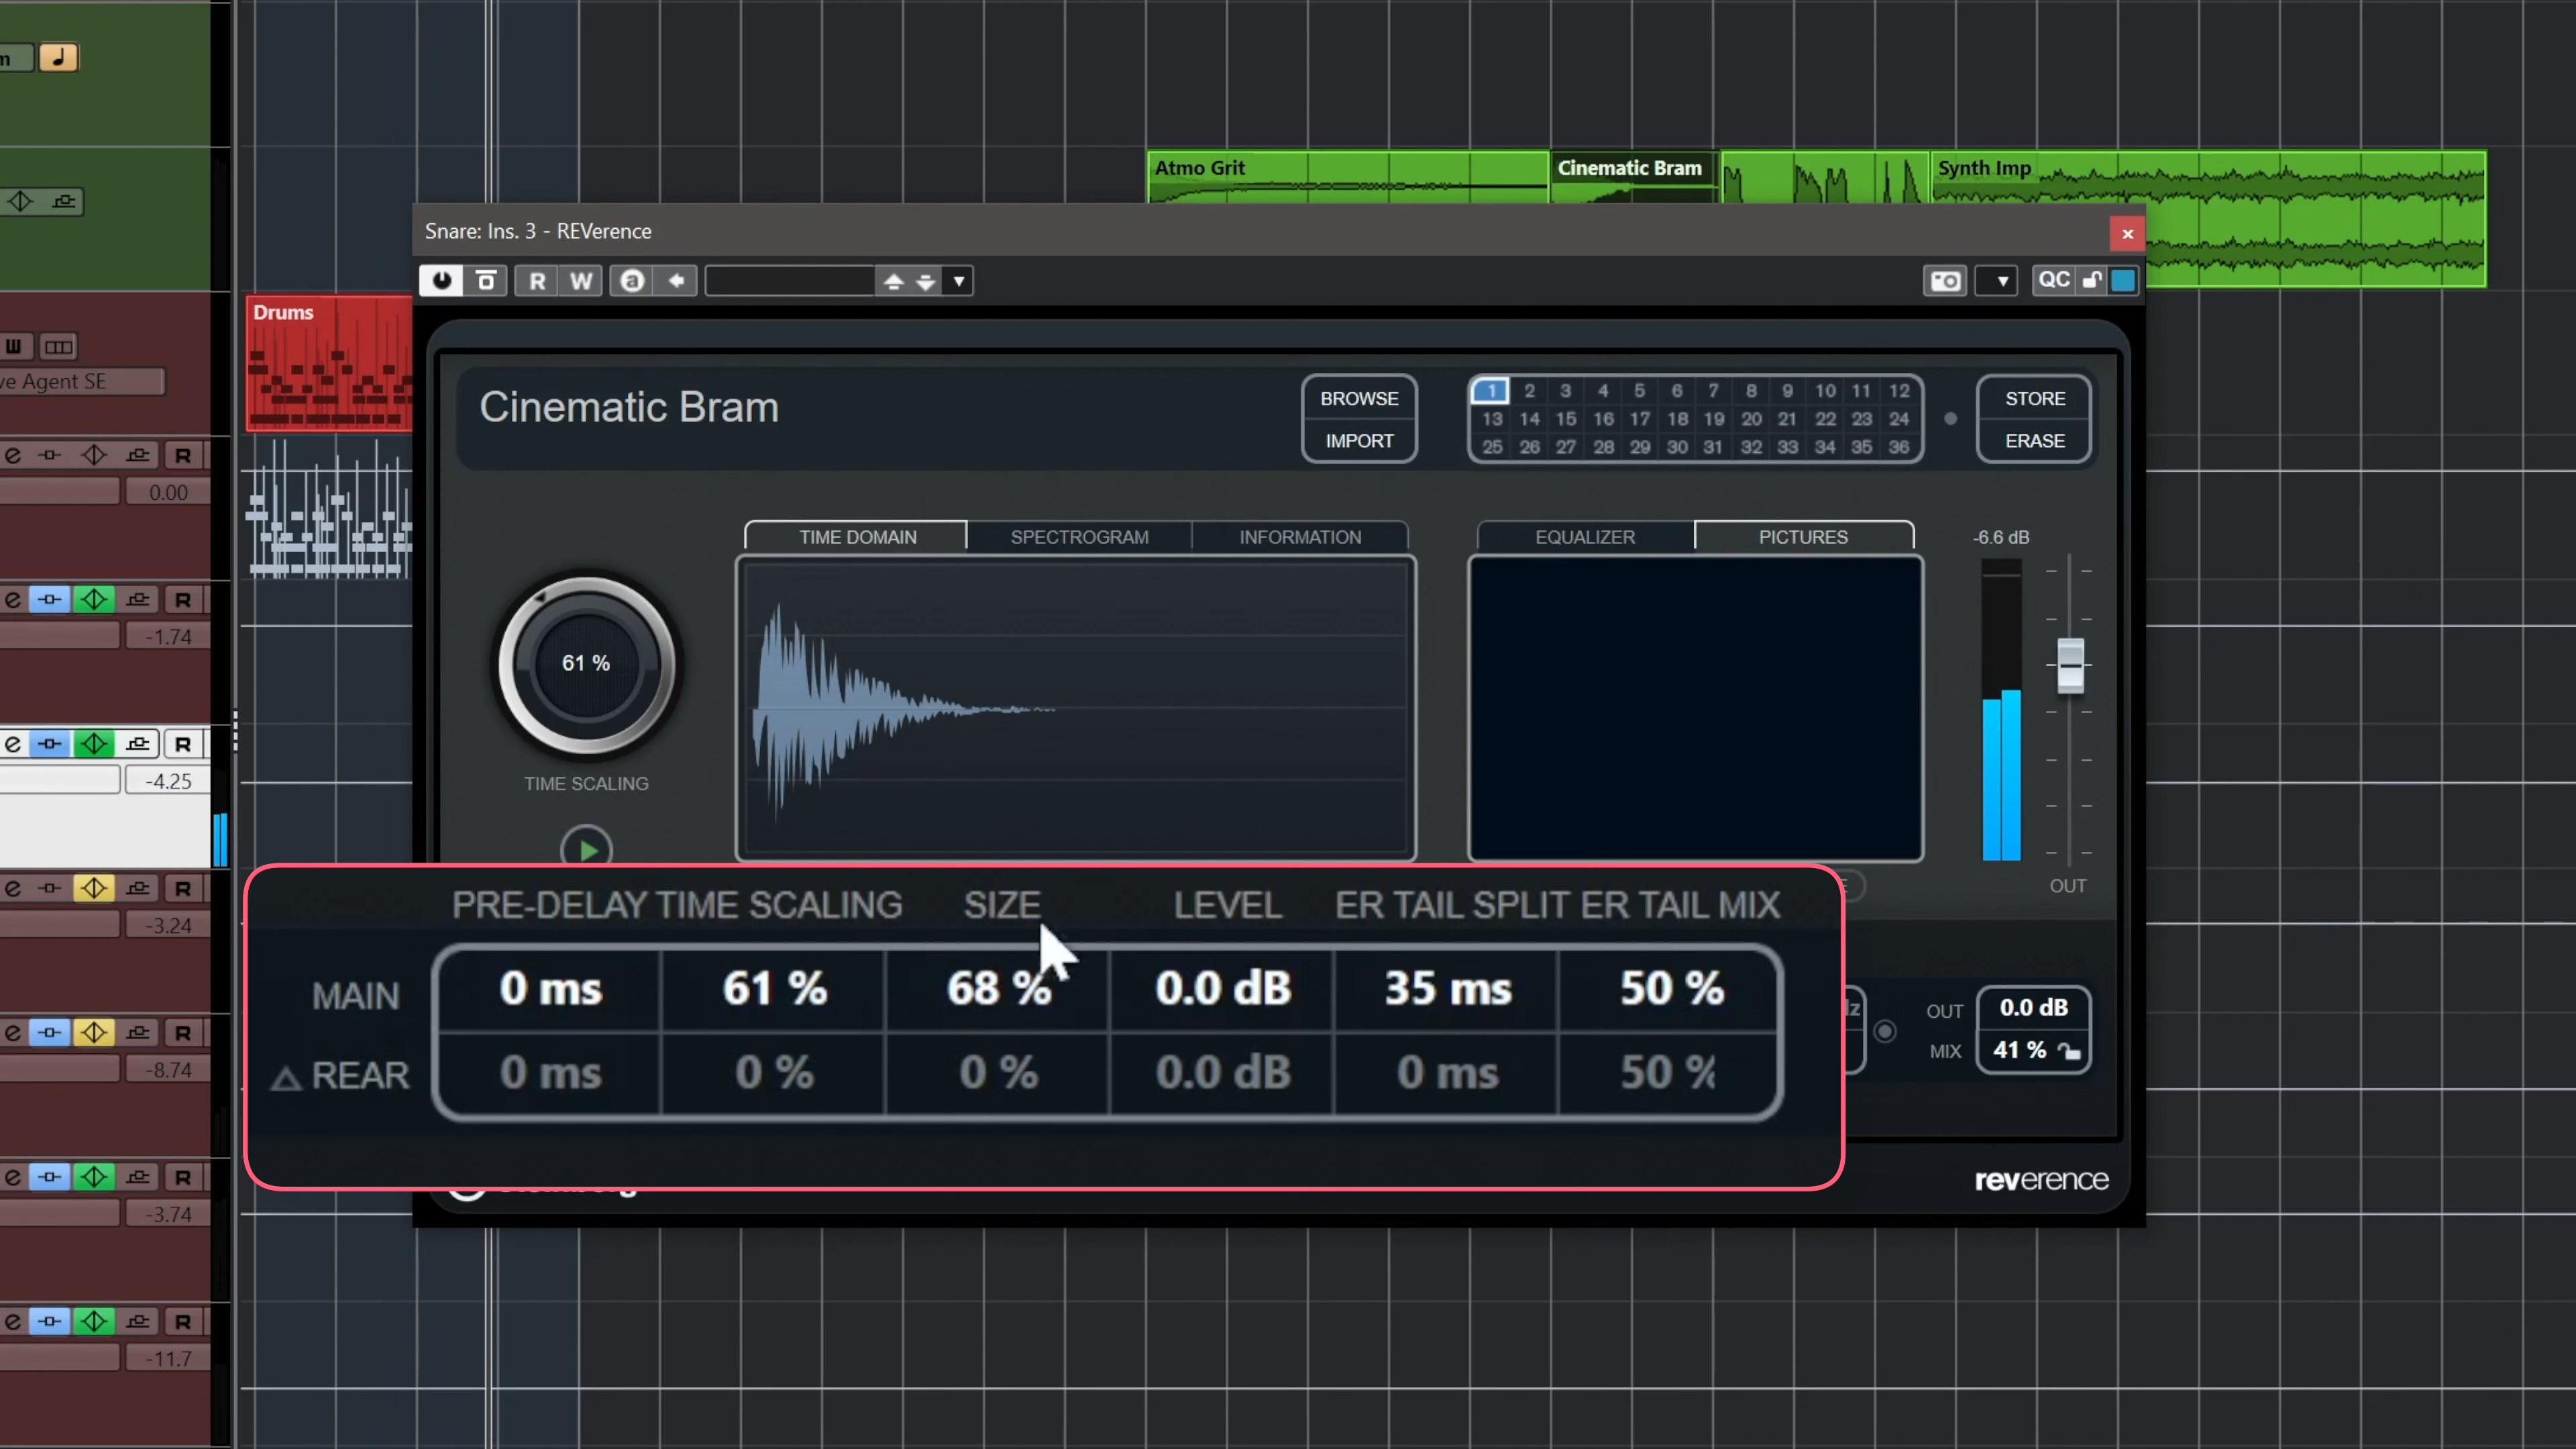 m
Atmo Grit
Cinematic Bram
Synth Imp
Snare: Ins. 3 - REVerence
x
R W a QC
Drums
ve Agent SE
Cinematic Bram
BROWSE
IMPORT
1 2 3 4 5 6 7 8 9 10 11 12
13 14 15 16 17 18 19 20 21 22 23 24
25 26 27 28 29 30 31 32 33 34 35 36
STORE
ERASE
e R
0.00
TIME DOMAIN SPECTROGRAM INFORMATION
EQUALIZER PICTURES
-6.6 dB
e R
-1.74
61 %
TIME SCALING
e R
-4.25
OUT
e R
-3.24
PRE-DELAY TIME SCALING SIZE LEVEL ER TAIL SPLIT ER TAIL MIX
MAIN 0 ms 61 % 68 % 0.0 dB 35 ms 50 %
REAR 0 ms 0 % 0 % 0.0 dB 0 ms 50 %
OUT 0.0 dB
MIX 41 %
e R
-8.74
e R
-3.74
reverence
e R
-11.7